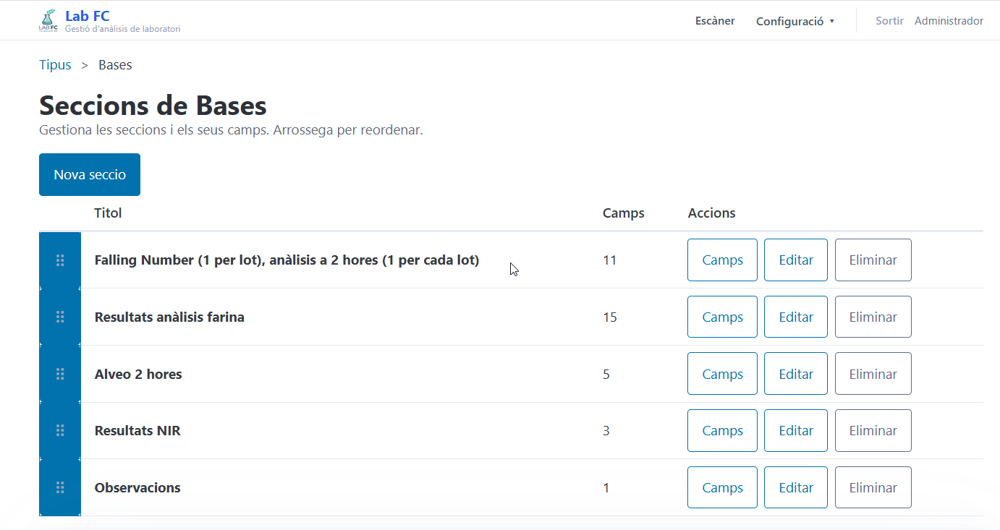 Lab FC
Gestió d'anàlisis de laboratori
LAB FC
Escàner
Configuració ▾
Sortir
Administrador
Tipus > Bases
Seccions de Bases
Gestiona les seccions i els seus camps. Arrossega per reordenar.
Nova seccio
Titol Camps Accions
Falling Number (1 per lot), anàlisis a 2 hores (1 per cada lot) 11 Camps Editar Eliminar
Resultats anàlisis farina 15 Camps Editar Eliminar
Alveo 2 hores 5 Camps Editar Eliminar
Resultats NIR 3 Camps Editar Eliminar
Observacions 1 Camps Editar Eliminar